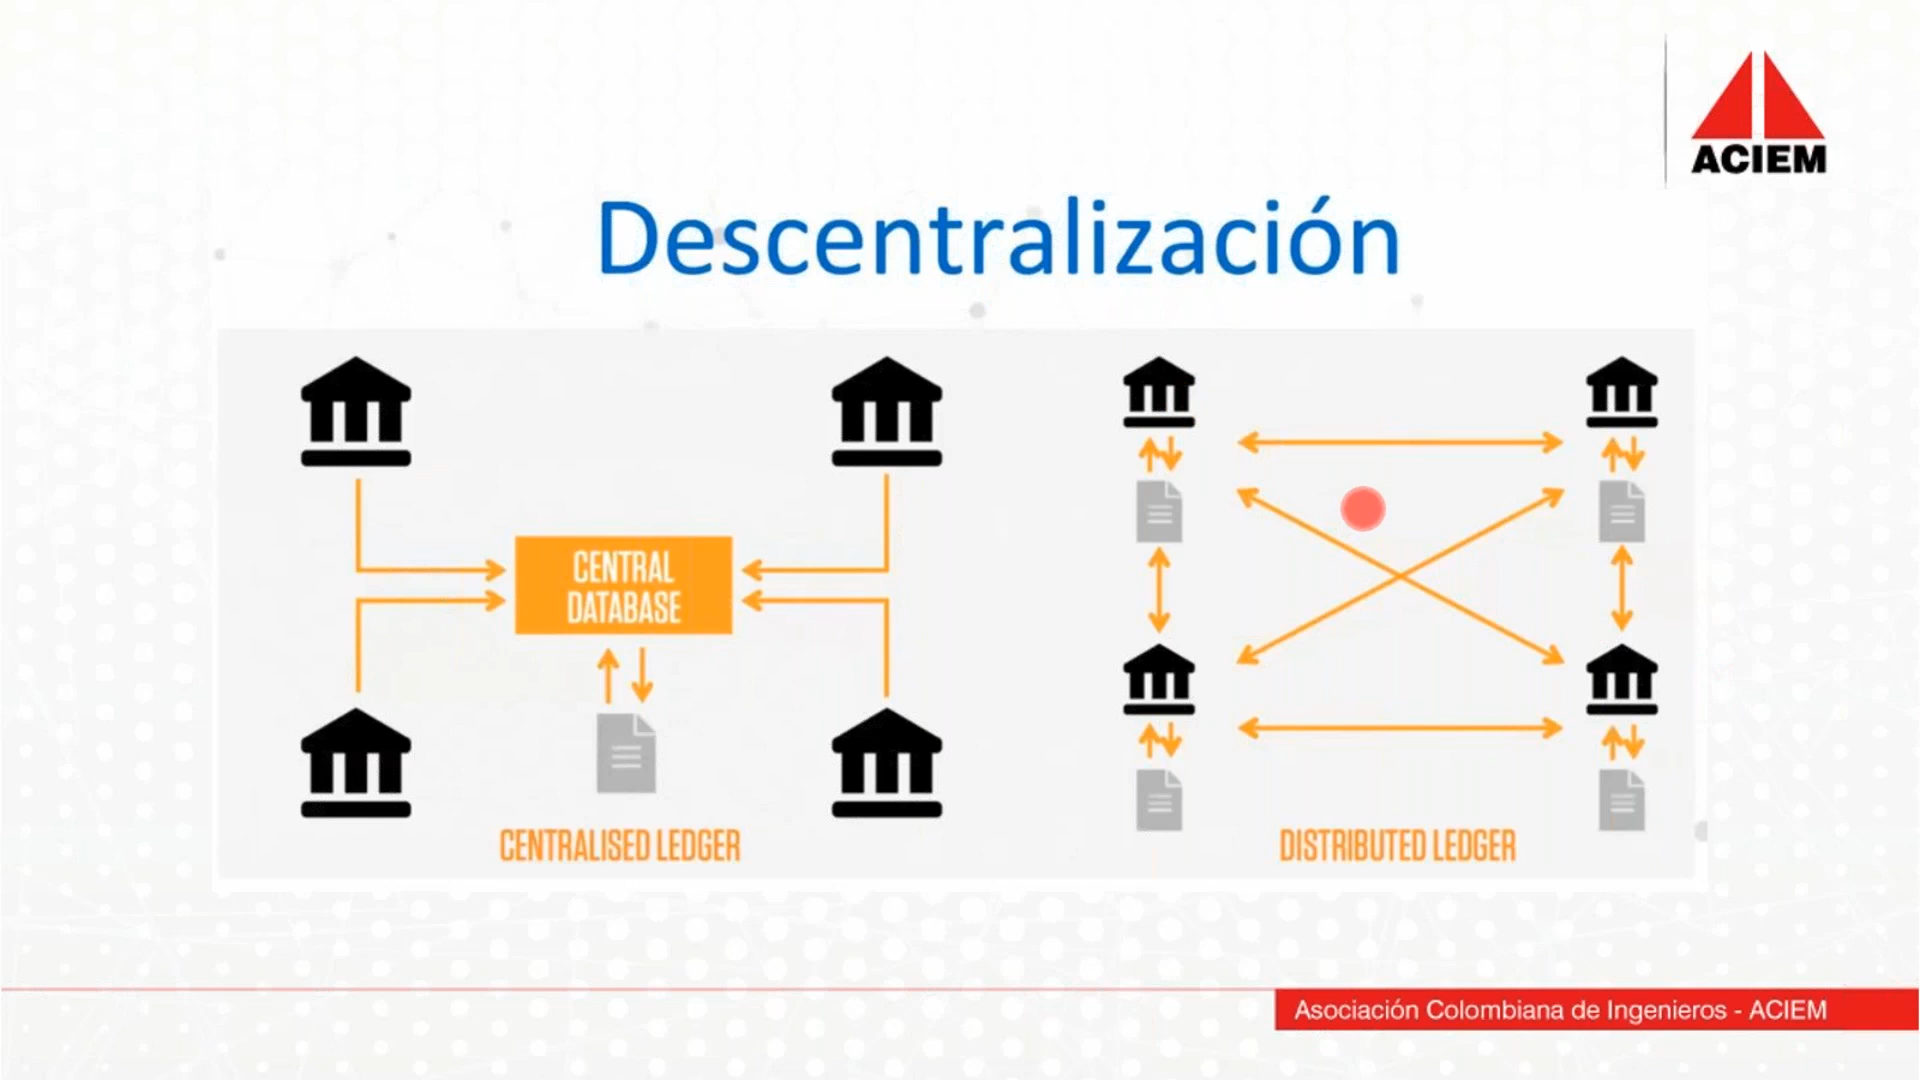 ACIEM
Descentralización
CENTRAL
DATABASE
CENTRALISED LEDGER
DISTRIBUTED LEDGER
Asociación Colombiana de Ingenieros - ACIEM